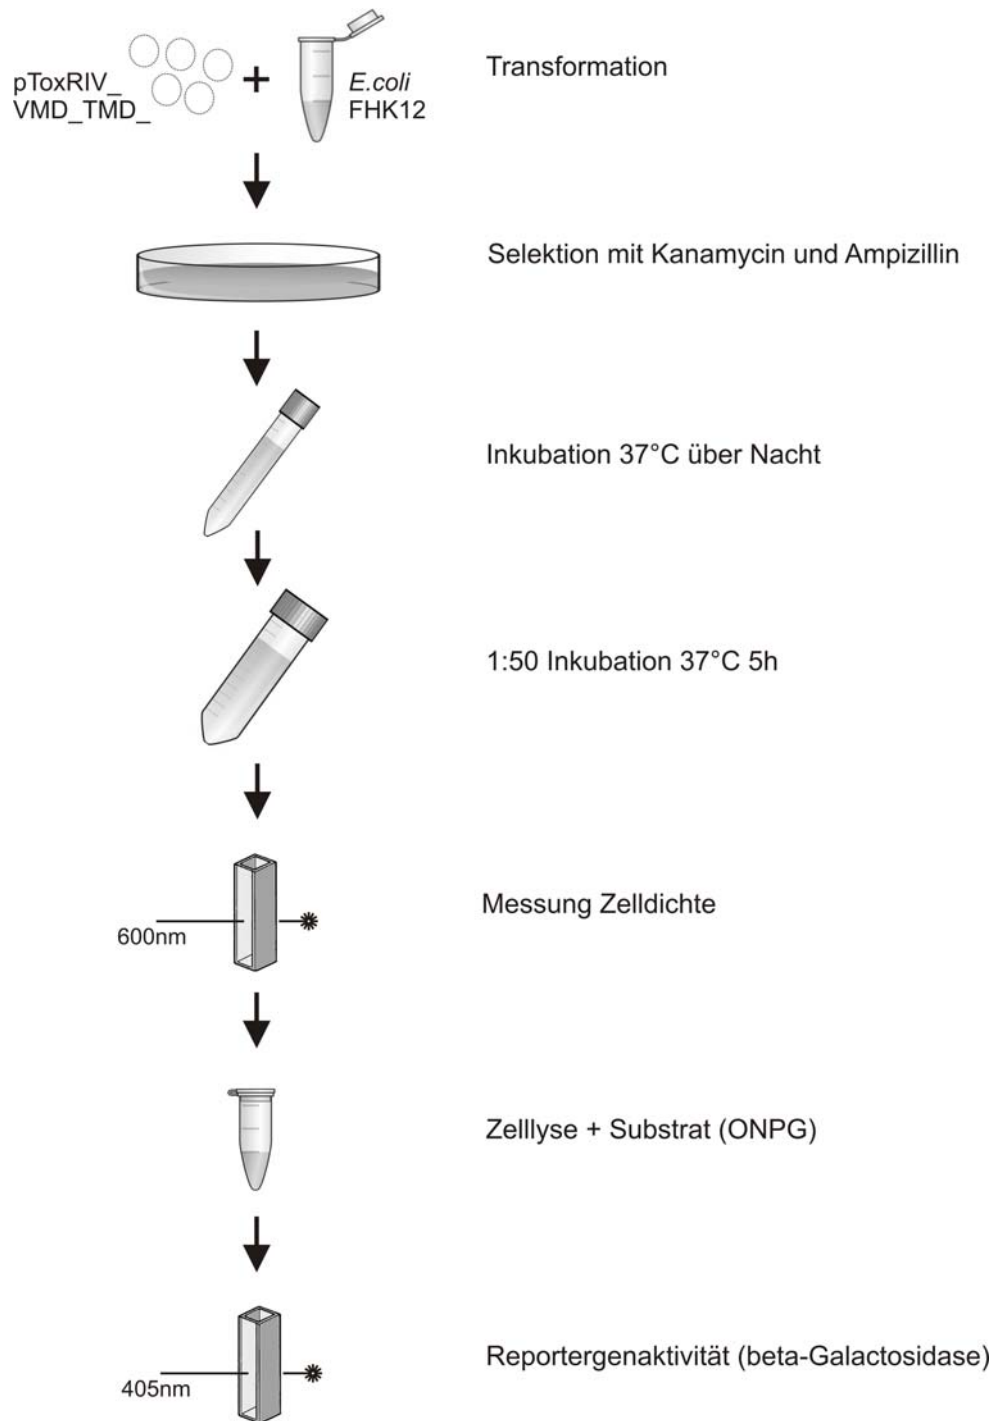 pToxRIV_
VMD_TMD_
+
E.coli
FHK12
Transformation
Selektion mit Kanamycin und Ampizillin
Inkubation 37°C über Nacht
1:50 Inkubation 37°C 5h
600nm
Messung Zelldichte
Zelllyse + Substrat (ONPG)
405nm
Reportergenaktivität (beta-Galactosidase)